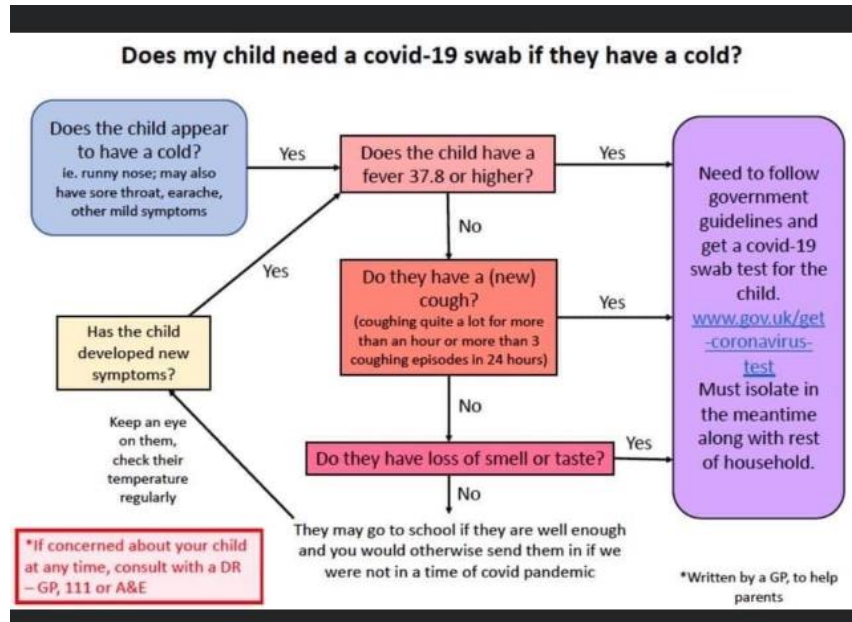 Does my child need a covid-19 swab if they have a cold?
Does the child appear
to have a cold?
ie. runny nose; may also
have sore throat, earache,
other mild symptoms
Yes
Does the child have a
fever 37.8 or higher?
Yes
No
Need to follow
government
guidelines and
get a covid-19
swab test for the
child.
www.gov.uk/get
-coronavirus-
test
Must isolate in
the meantime
along with rest
of household.
Yes
Do they have a (new)
cough?
(coughing quite a lot for more
than an hour or more than 3
coughing episodes in 24 hours)
Yes
No
Has the child
developed new
symptoms?
Keep an eye
on them,
check their
temperature
regularly
Do they have loss of smell or taste?
Yes
No
They may go to school if they are well enough
and you would otherwise send them in if we
were not in a time of covid pandemic
*If concerned about your child
at any time, consult with a DR
– GP, 111 or A&E
*Written by a GP, to help
parents